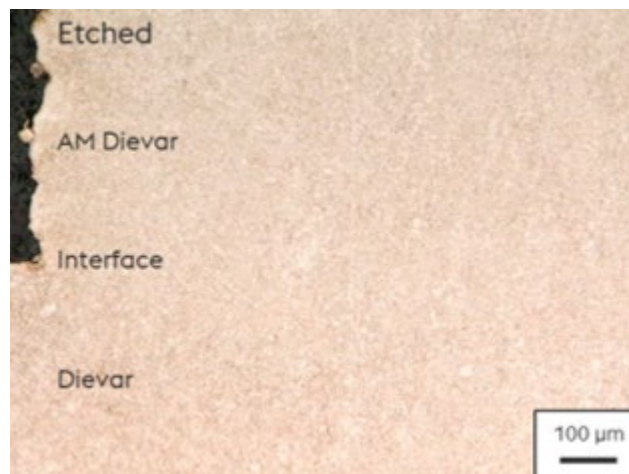 Etched
AM Dievar
Interface
Dievar
100 µm